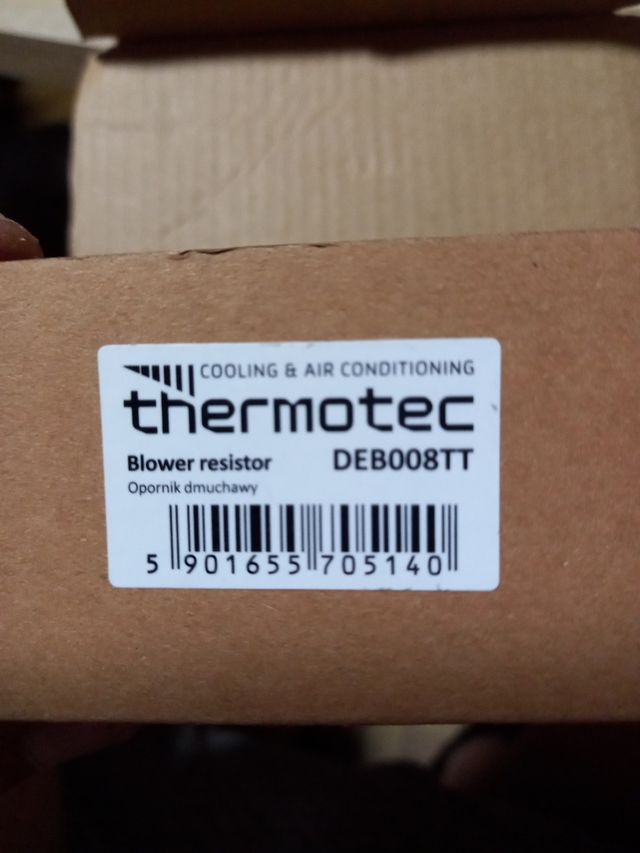 COOLING & AIR CONDITIONING
thermotec
Blower resistor DEB008TT
Opornik dmuchawy
5 901655 705140